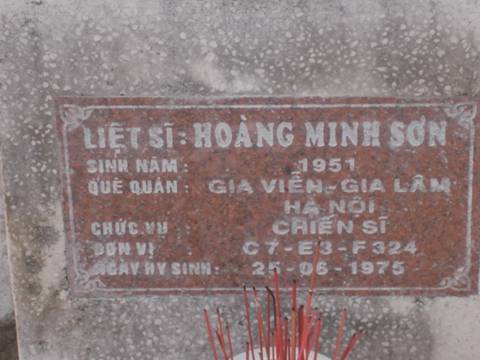 LIỆT SĨ: HOÀNG MINH SƠN
SINH NĂM: 1951
QUÊ QUÁN: GIA VIỄN-GIA LÂM
HÀ NỘI
CHỨC VỤ: CHIẾN SĨ
ĐƠN VỊ: C7-E3-F324
NGÀY HY SINH: 25-06-1975